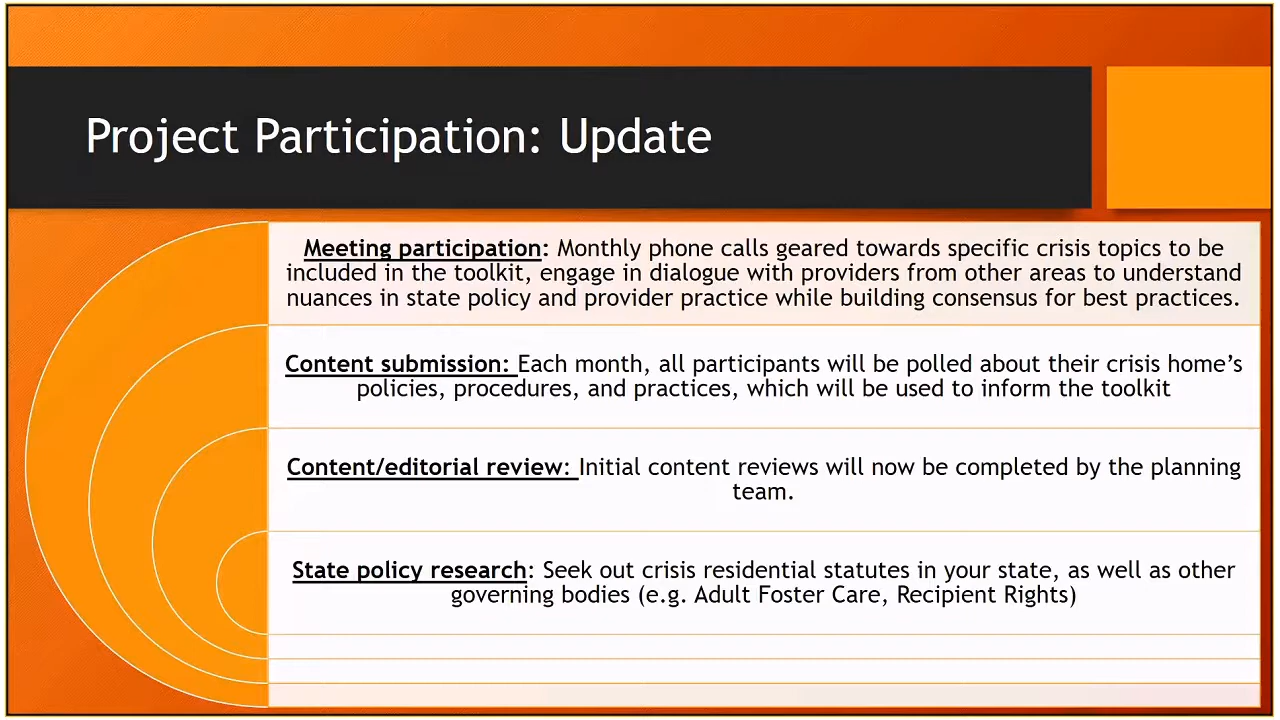 Project Participation: Update
Meeting participation: Monthly phone calls geared towards specific crisis topics to be
included in the toolkit, engage in dialogue with providers from other areas to understand
nuances in state policy and provider practice while building consensus for best practices.
Content submission: Each month, all participants will be polled about their crisis home’s
policies, procedures, and practices, which will be used to inform the toolkit
Content/editorial review: Initial content reviews will now be completed by the planning
team.
State policy research: Seek out crisis residential statutes in your state, as well as other
governing bodies (e.g. Adult Foster Care, Recipient Rights)